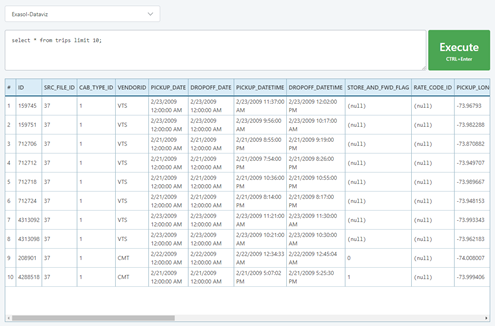 Exasol-Dataviz
select * from trips limit 10;
Execute
CTRL+Enter
# ID SRC_FILE_ID CAB_TYPE_ID VENDORID PICKUP_DATE DROPOFF_DATE PICKUP_DATETIME DROPOFF_DATETIME STORE_AND_FWD_FLAG RATE_CODE_ID PICKUP_LON
1 159745 37 1 VTS 2/23/2009 12:00:00 AM 2/23/2009 12:00:00 AM 2/23/2009 11:37:00 AM 2/23/2009 12:02:00 PM (null) (null) -73.96793
2 159751 37 1 VTS 2/23/2009 12:00:00 AM 2/23/2009 12:00:00 AM 2/23/2009 9:56:00 AM 2/23/2009 10:17:00 AM (null) (null) -73.982288
3 712706 37 1 VTS 2/21/2009 12:00:00 AM 2/21/2009 12:00:00 AM 2/21/2009 8:55:00 PM 2/21/2009 9:19:00 PM (null) (null) -73.870882
4 712712 37 1 VTS 2/21/2009 12:00:00 AM 2/21/2009 12:00:00 AM 2/21/2009 7:54:00 PM 2/21/2009 8:26:00 PM (null) (null) -73.949707
5 712718 37 1 VTS 2/21/2009 12:00:00 AM 2/21/2009 12:00:00 AM 2/21/2009 10:36:00 PM 2/21/2009 10:55:00 PM (null) (null) -73.989667
6 712724 37 1 VTS 2/21/2009 12:00:00 AM 2/21/2009 12:00:00 AM 2/21/2009 8:14:00 PM 2/21/2009 8:17:00 PM (null) (null) -73.948153
7 4313092 37 1 VTS 2/23/2009 12:00:00 AM 2/23/2009 12:00:00 AM 2/23/2009 11:21:00 PM 2/23/2009 11:30:00 PM (null) (null) -73.993343
8 4313098 37 1 VTS 2/23/2009 12:00:00 AM 2/23/2009 12:00:00 AM 2/23/2009 10:21:00 PM 2/23/2009 10:30:00 PM (null) (null) -73.962183
9 208901 37 1 CMT 2/22/2009 12:00:00 AM 2/22/2009 12:00:00 AM 2/22/2009 12:34:33 AM 2/22/2009 12:45:04 AM 0 (null) -74.008007
10 4288518 37 1 CMT 2/21/2009 12:00:00 AM 2/21/2009 12:00:00 AM 2/21/2009 5:07:02 PM 2/21/2009 5:25:30 PM 1 (null) -73.999406